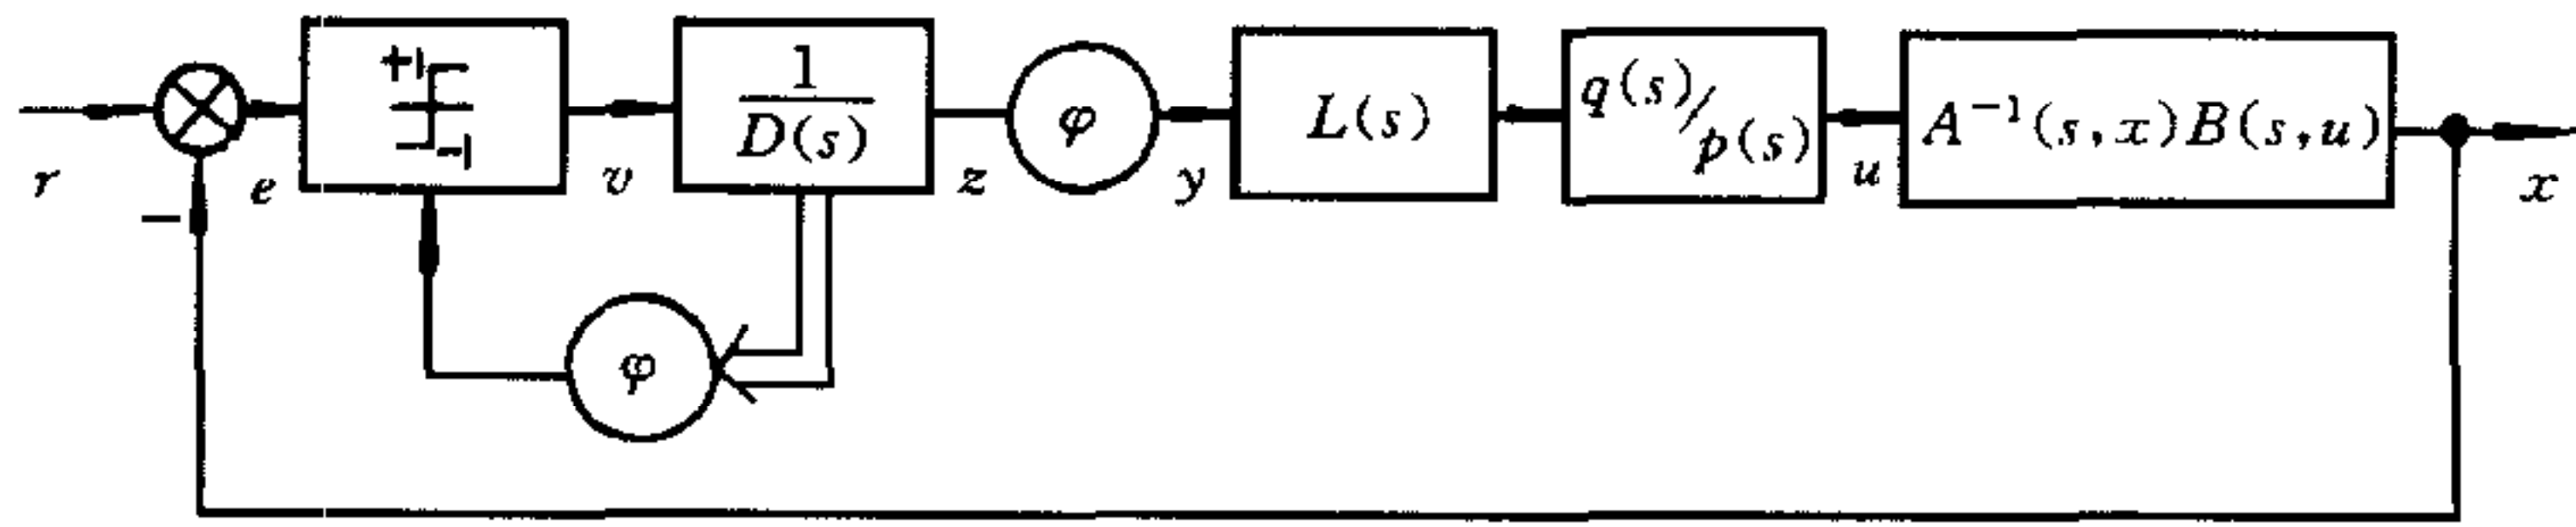 +1
-1
1
D(s)
φ
L(s)
q(s)/p(s)
A⁻¹(s,x)B(s,u)
r
−
e
v
z
y
u
x
φ